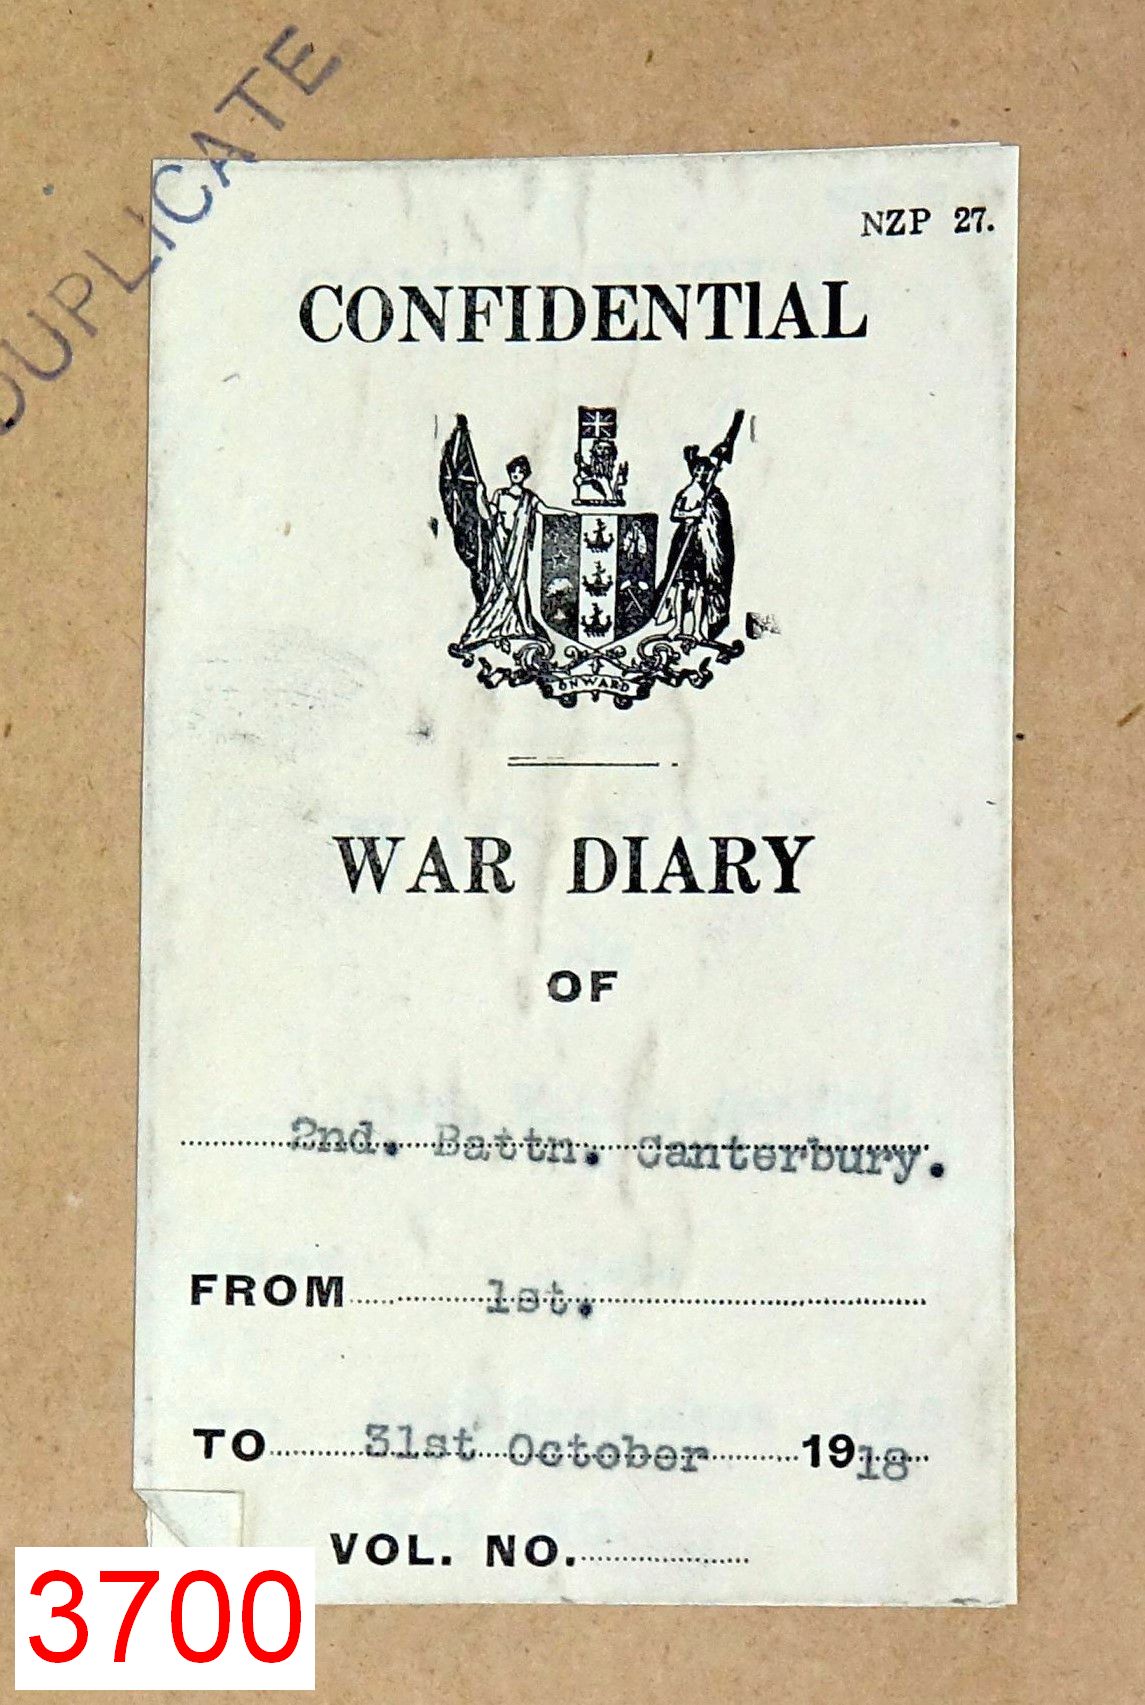 DUPLICATE
NZP 27.
CONFIDENTIAL
ONWARD
WAR DIARY
OF
2nd. Battn. Canterbury.
FROM 1st.
TO 31st October 1918
VOL. NO.
3700